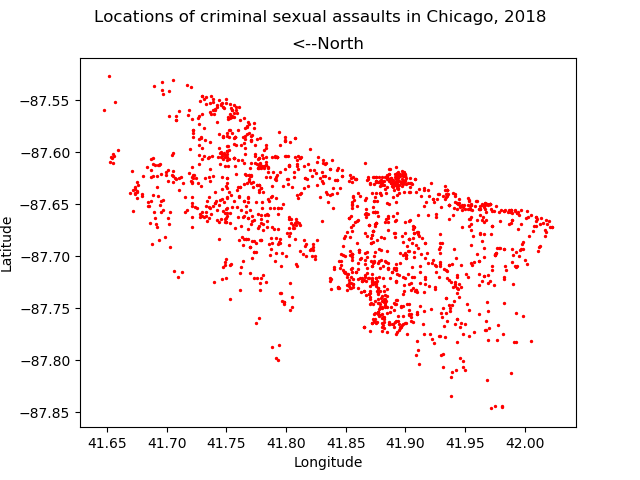 Locations of criminal sexual assaults in Chicago, 2018
<--North
−87.55
−87.60
−87.65
−87.70
−87.75
−87.80
−87.85
Latitude
41.65 41.70 41.75 41.80 41.85 41.90 41.95 42.00
Longitude